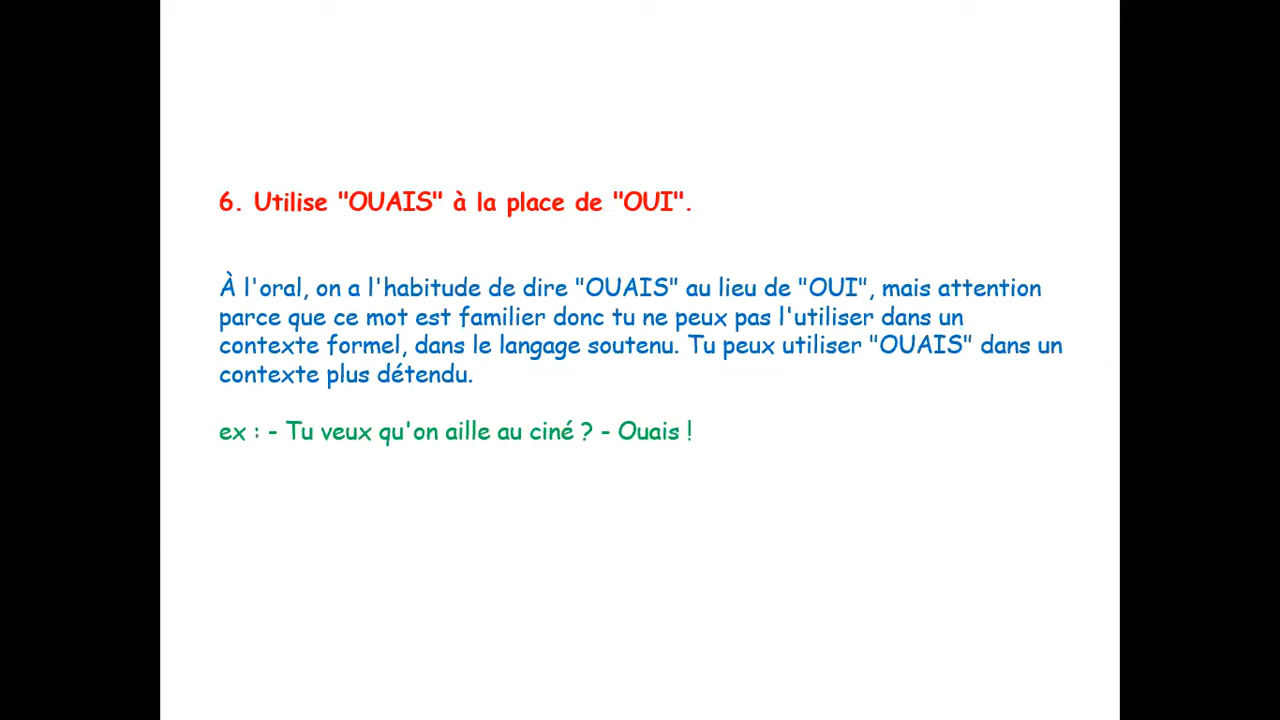 6. Utilise "OUAIS" à la place de "OUI".
À l'oral, on a l'habitude de dire "OUAIS" au lieu de "OUI", mais attention
parce que ce mot est familier donc tu ne peux pas l'utiliser dans un
contexte formel, dans le langage soutenu. Tu peux utiliser "OUAIS" dans un
contexte plus détendu.
ex : - Tu veux qu'on aille au ciné ? - Ouais !